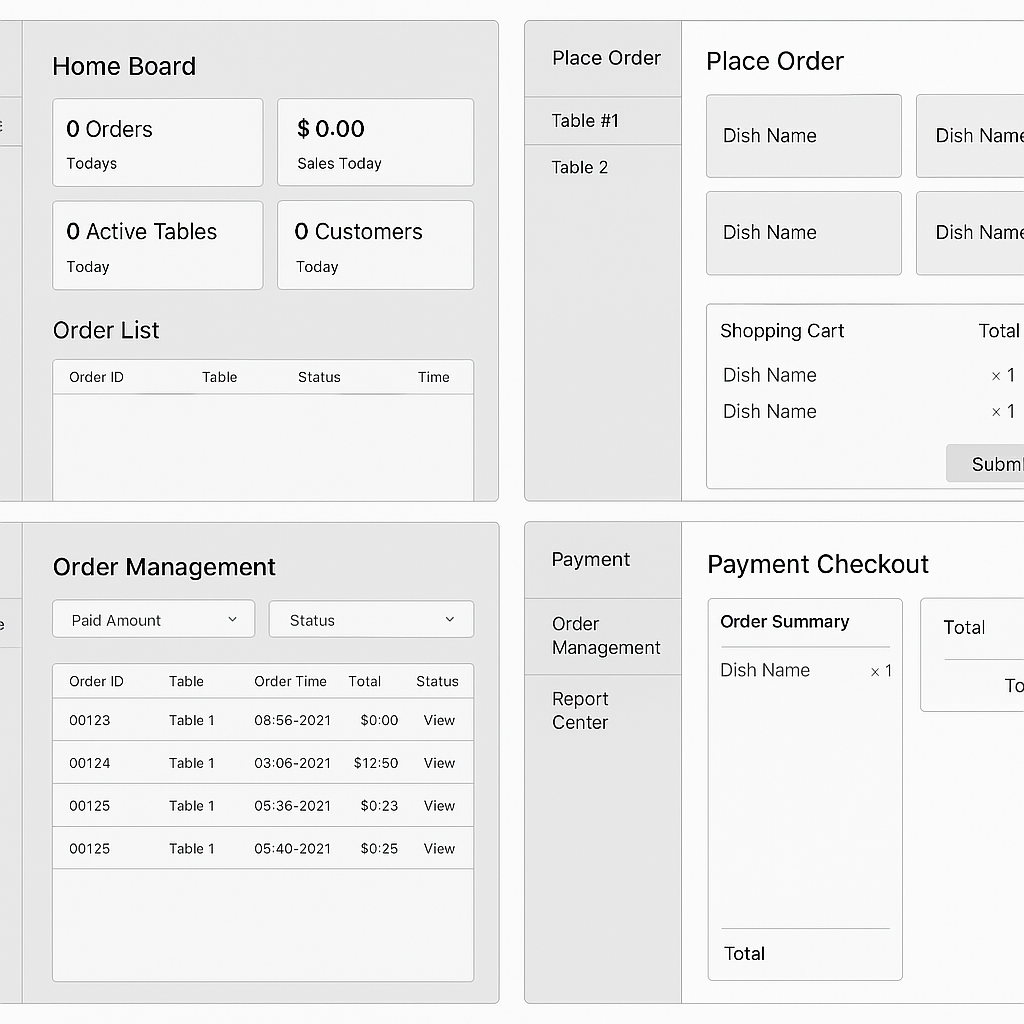 Home Board
0 Orders
Todays
$ 0.00
Sales Today
0 Active Tables
Today
0 Customers
Today
Order List
Order ID Table Status Time
Place Order
Table #1
Table 2
Place Order
Dish Name
Dish Name
Dish Name
Dish Name
Shopping Cart Total
Dish Name × 1
Dish Name × 1
Order Management
Paid Amount
Status
Order ID Table Order Time Total Status
00123 Table 1 08:56-2021 $0:00 View
00124 Table 1 03:06-2021 $12:50 View
00125 Table 1 05:36-2021 $0:23 View
00125 Table 1 05:40-2021 $0:25 View
Payment
Order
Management
Report
Center
Payment Checkout
Order Summary
Dish Name × 1
Total
Total